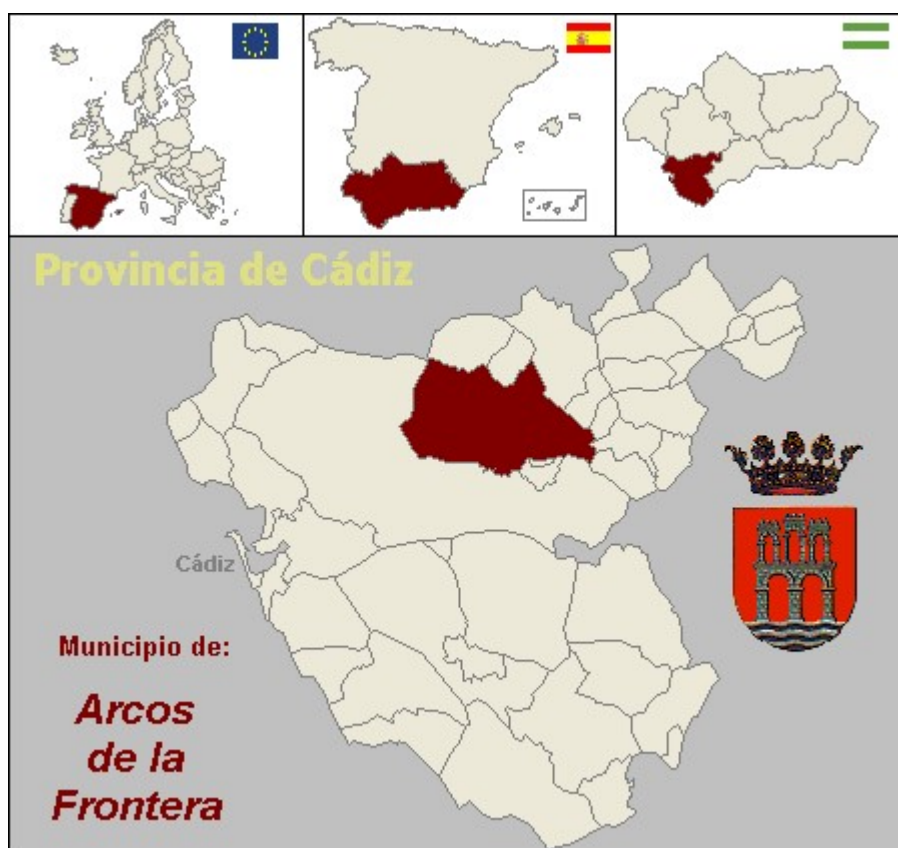 Provincia de Cádiz
Cádiz
Municipio de:
Arcos
de la
Frontera